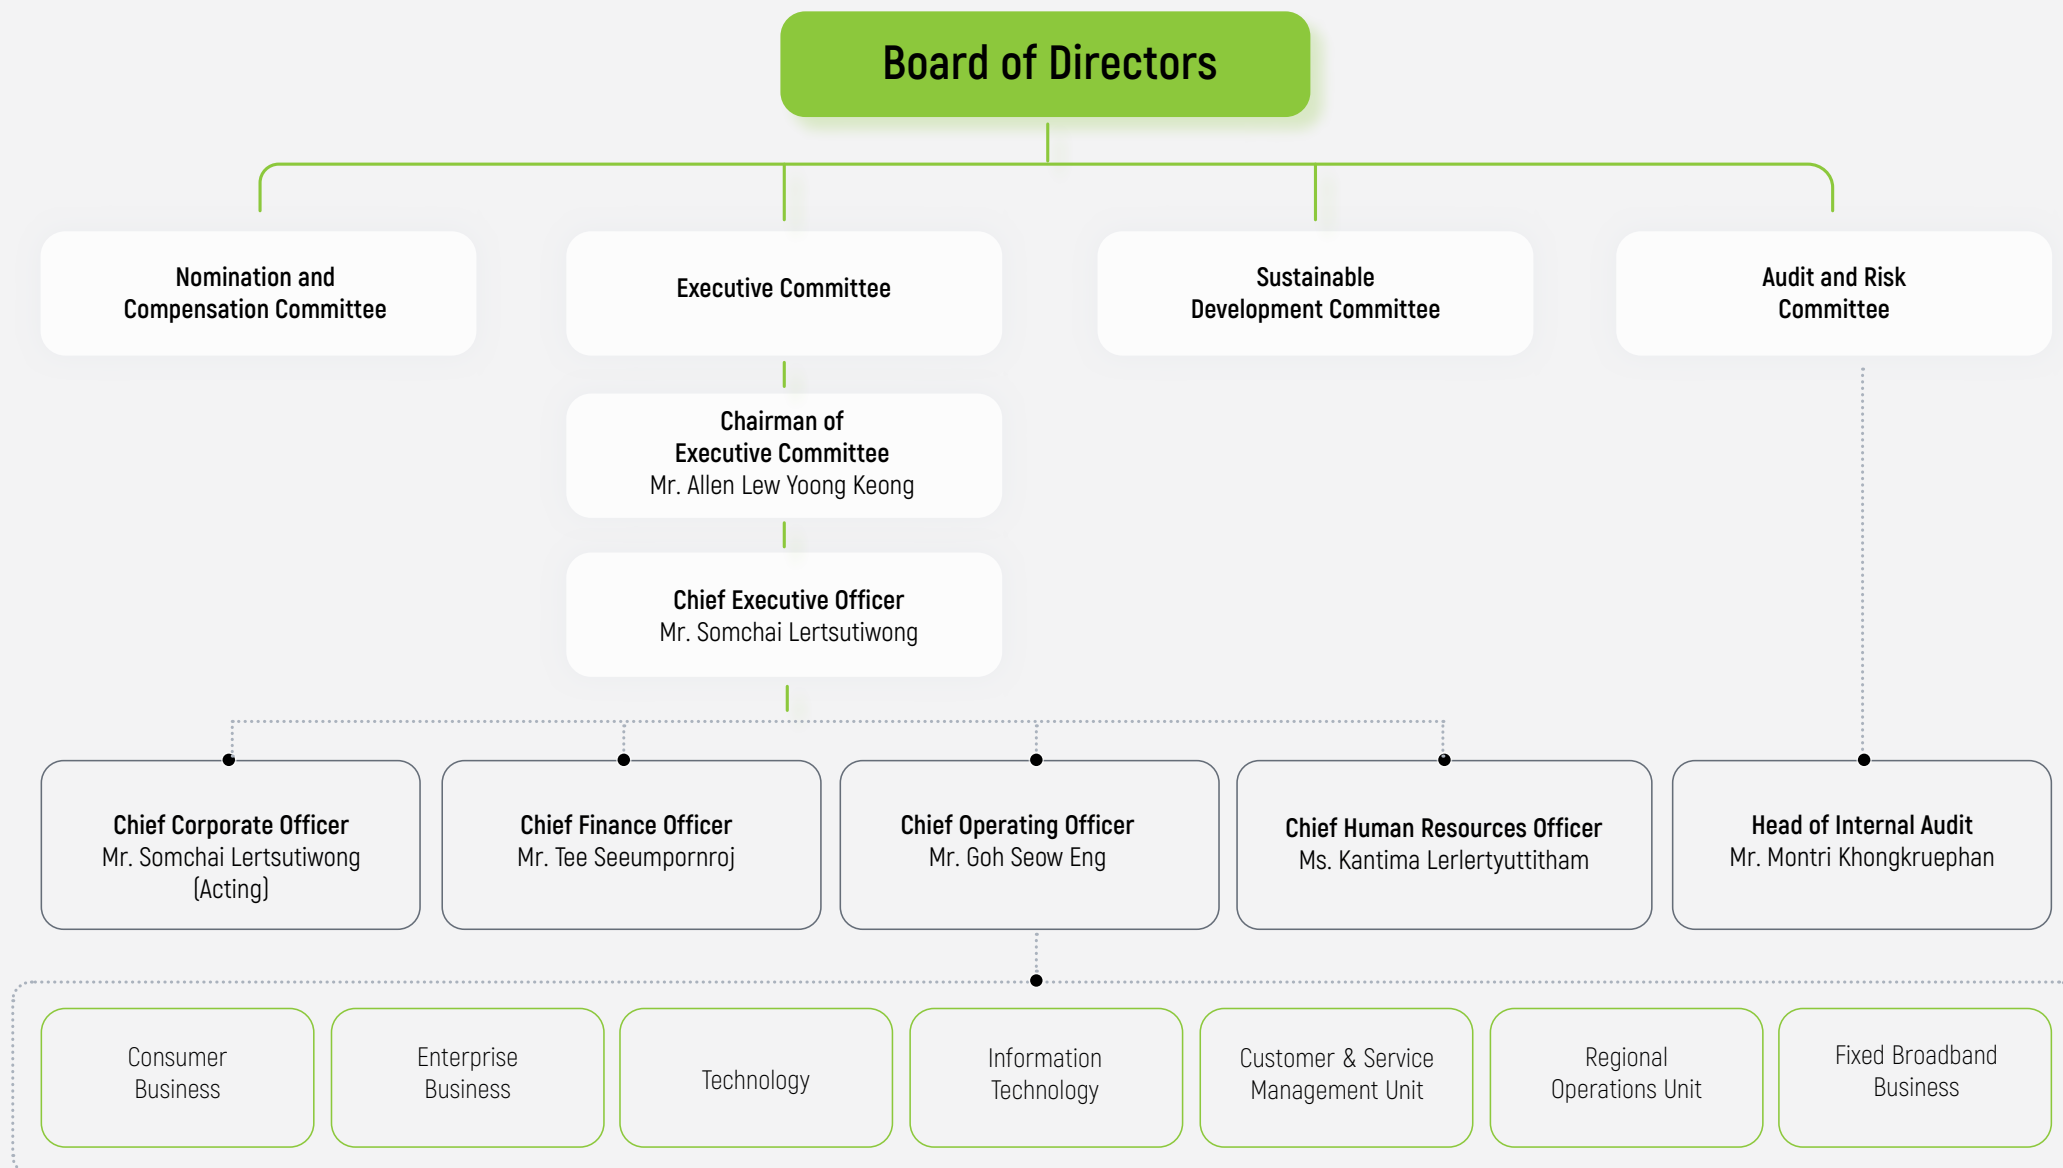 Board of Directors
Nomination and
Compensation Committee
Executive Committee
Sustainable
Development Committee
Audit and Risk
Committee
Chairman of
Executive Committee
Mr. Allen Lew Yoong Keong
Chief Executive Officer
Mr. Somchai Lertsutiwong
Chief Corporate Officer
Mr. Somchai Lertsutiwong
(Acting)
Chief Finance Officer
Mr. Tee Seeumpornroj
Chief Operating Officer
Mr. Goh Seow Eng
Chief Human Resources Officer
Ms. Kantima Lerlertyuttitham
Head of Internal Audit
Mr. Montri Khongkruephan
Consumer
Business
Enterprise
Business
Technology
Information
Technology
Customer & Service
Management Unit
Regional
Operations Unit
Fixed Broadband
Business